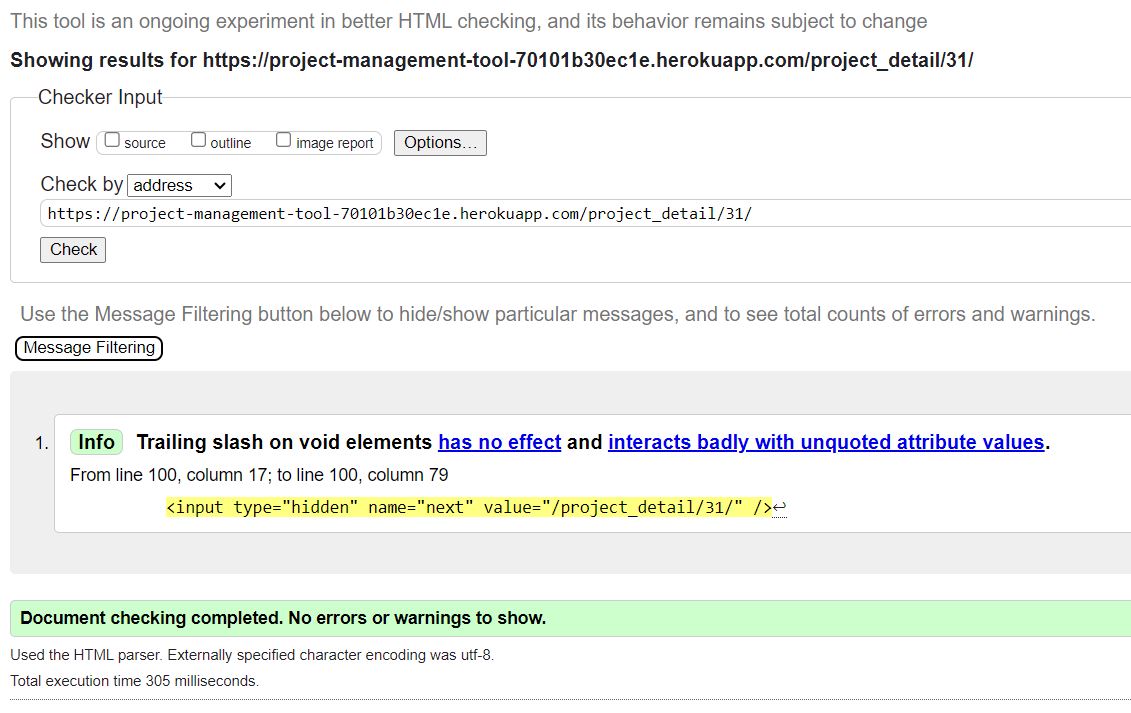 This tool is an ongoing experiment in better HTML checking, and its behavior remains subject to change
Showing results for https://project-management-tool-70101b30ec1e.herokuapp.com/project_detail/31/
Checker Input
Show source outline image report Options...
Check by address
https://project-management-tool-70101b30ec1e.herokuapp.com/project_detail/31/
Check
Use the Message Filtering button below to hide/show particular messages, and to see total counts of errors and warnings.
Message Filtering
1. Info Trailing slash on void elements has no effect and interacts badly with unquoted attribute values.
From line 100, column 17; to line 100, column 79
<input type="hidden" name="next" value="/project_detail/31/" />↩
Document checking completed. No errors or warnings to show.
Used the HTML parser. Externally specified character encoding was utf-8.
Total execution time 305 milliseconds.